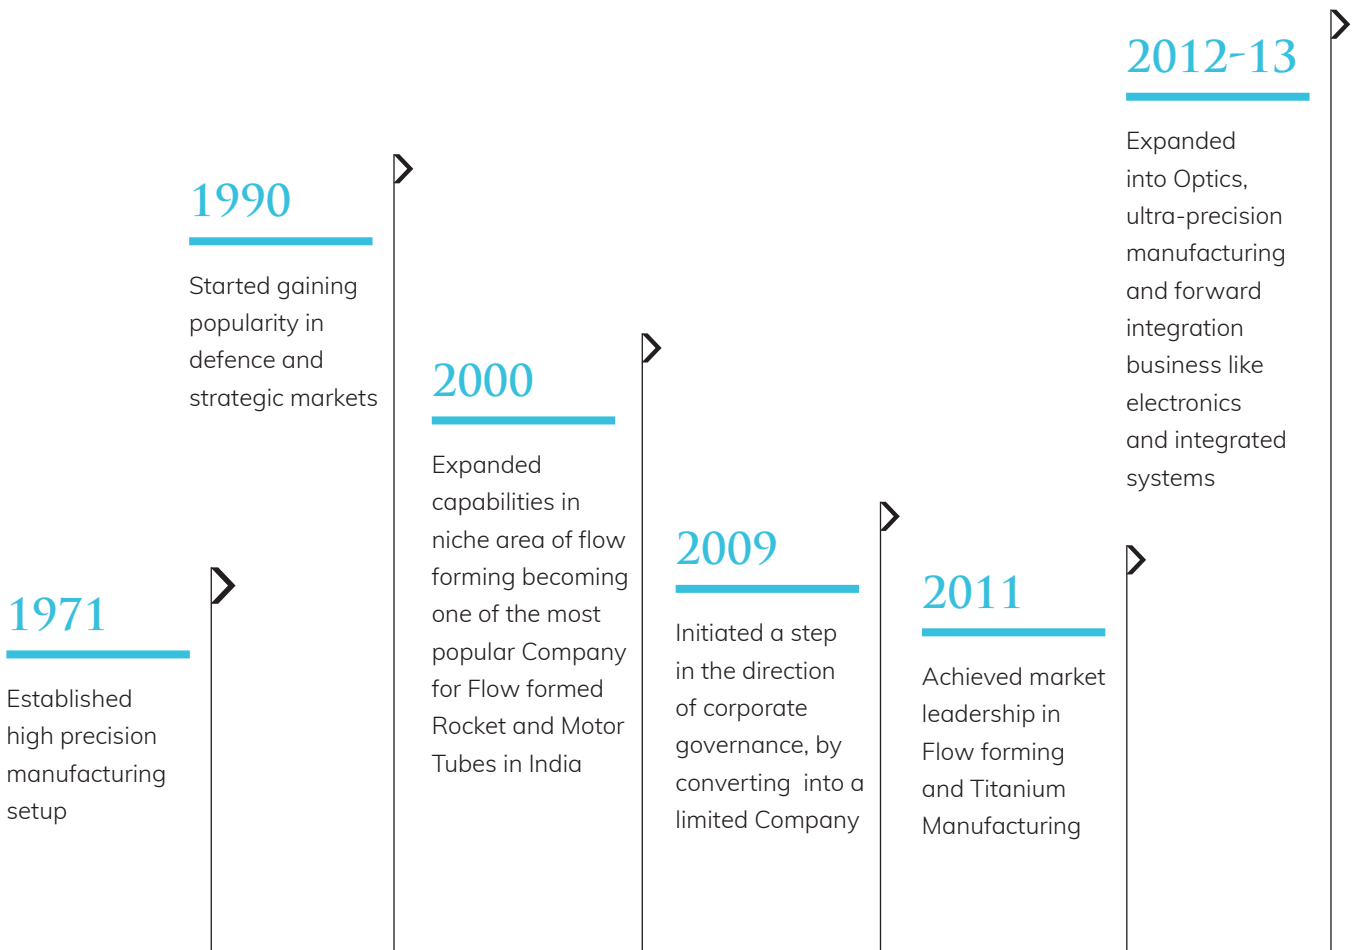 1971
Established
high precision
manufacturing
setup
1990
Started gaining
popularity in
defence and
strategic markets
2000
Expanded
capabilities in
niche area of flow
forming becoming
one of the most
popular Company
for Flow formed
Rocket and Motor
Tubes in India
2009
Initiated a step
in the direction
of corporate
governance, by
converting  into a
limited Company
2011
Achieved market
leadership in
Flow forming
and Titanium
Manufacturing
2012-13
Expanded
into Optics,
ultra-precision
manufacturing
and forward
integration
business like
electronics
and integrated
systems